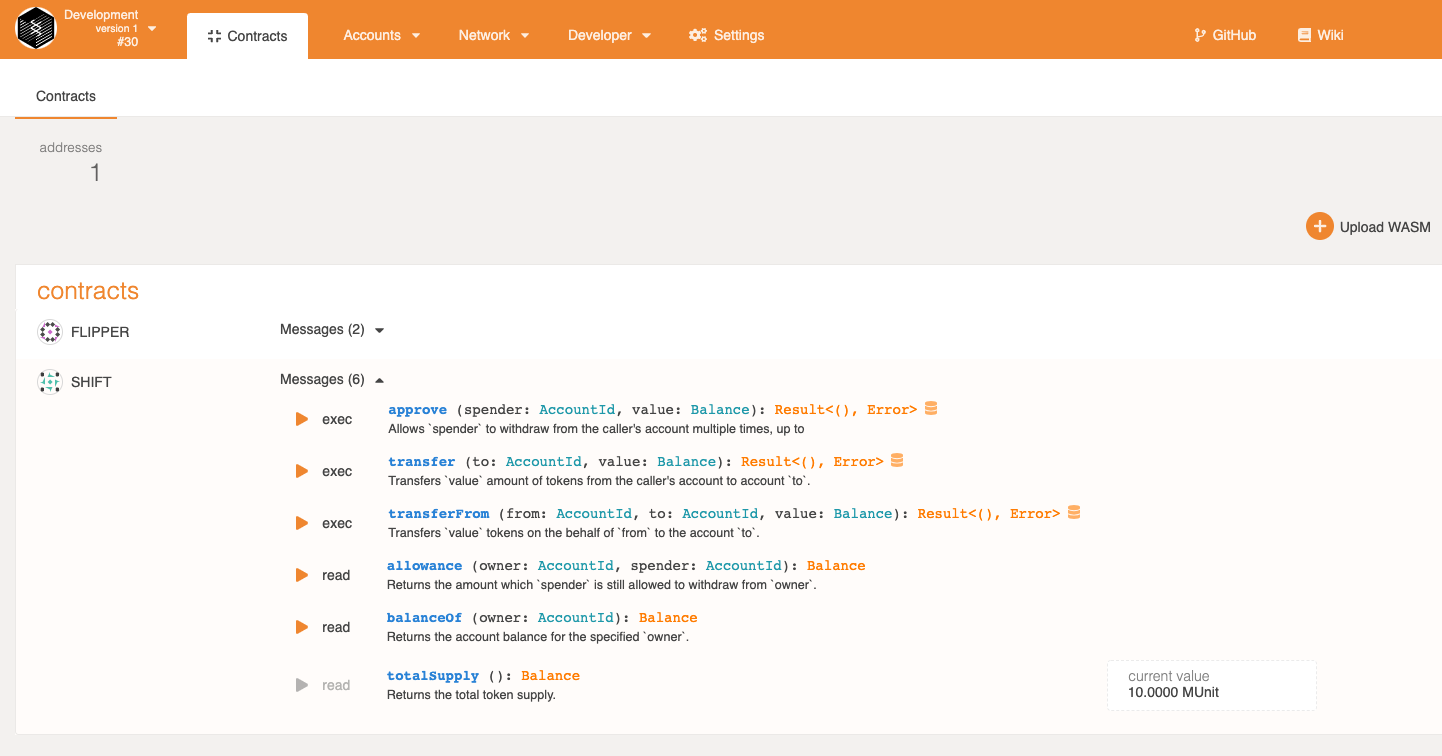 Development
version 1
#30
Contracts
Accounts
Network
Developer
Settings
GitHub
Wiki
Contracts
addresses
1
Upload WASM
contracts
FLIPPER
Messages (2)
SHIFT
Messages (6)
exec
approve (spender: AccountId, value: Balance): Result<(), Error>
Allows `spender` to withdraw from the caller's account multiple times, up to
exec
transfer (to: AccountId, value: Balance): Result<(), Error>
Transfers `value` amount of tokens from the caller's account to account `to`.
exec
transferFrom (from: AccountId, to: AccountId, value: Balance): Result<(), Error>
Transfers `value` tokens on the behalf of `from` to the account `to`.
read
allowance (owner: AccountId, spender: AccountId): Balance
Returns the amount which `spender` is still allowed to withdraw from `owner`.
read
balanceOf (owner: AccountId): Balance
Returns the account balance for the specified `owner`.
read
totalSupply (): Balance
Returns the total token supply.
current value
10.0000 MUnit